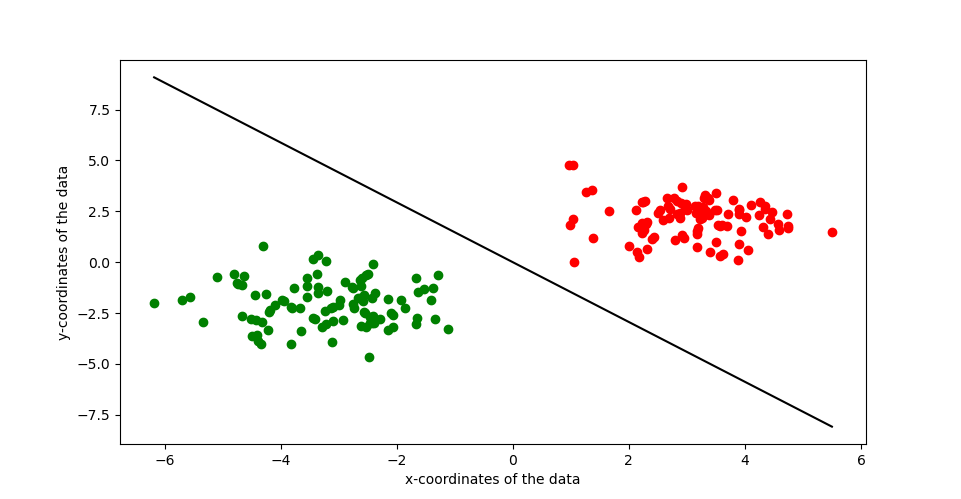 7.5
5.0
2.5
0.0
−2.5
−5.0
−7.5
y-coordinates of the data
−6 −4 −2 0 2 4 6
x-coordinates of the data